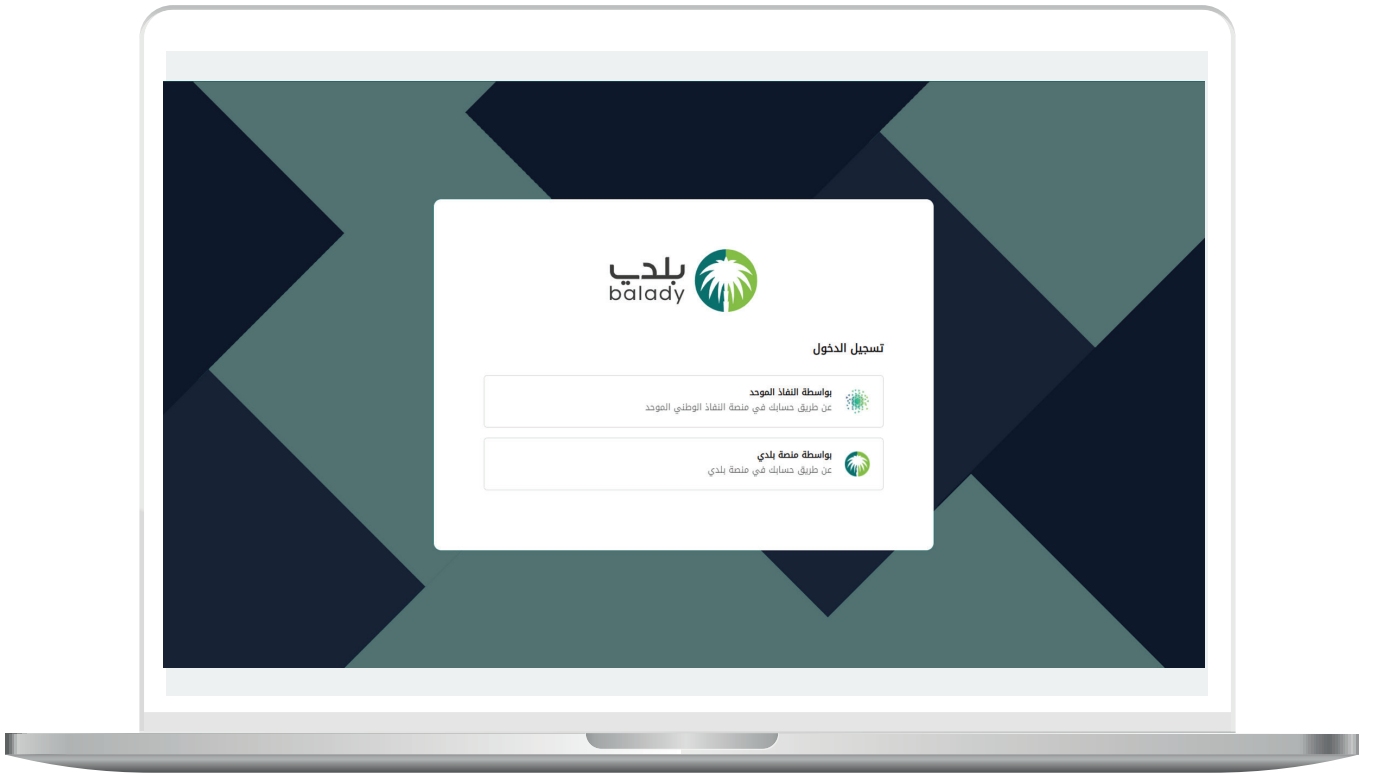 بلدي
balady
تسجيل الدخول
بواسطة النفاذ الموحد
عن طريق حسابك في منصة النفاذ الوطني الموحد
بواسطة منصة بلدي
عن طريق حسابك في منصة بلدي